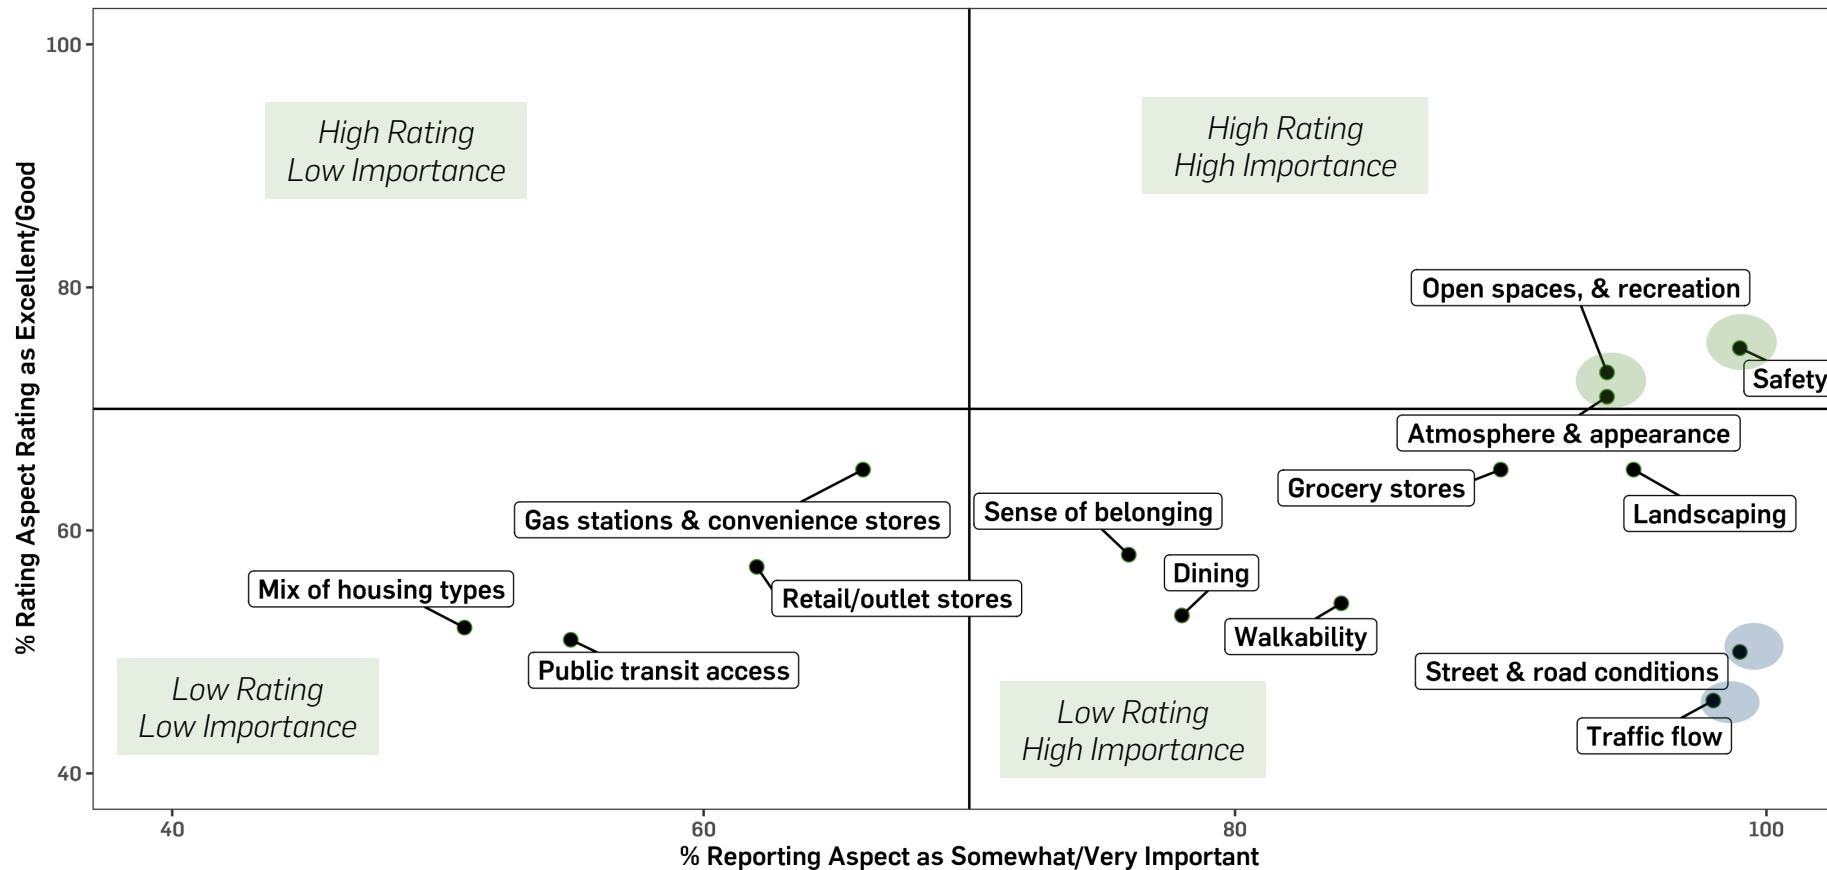 100
80
60
40
% Rating Aspect Rating as Excellent/Good
High Rating
Low Importance
High Rating
High Importance
Open spaces, & recreation
Safety
Atmosphere & appearance
Grocery stores
Landscaping
Gas stations & convenience stores
Sense of belonging
Dining
Mix of housing types
Retail/outlet stores
Walkability
Public transit access
Street & road conditions
Low Rating
Low Importance
Low Rating
High Importance
Traffic flow
40
60
80
100
% Reporting Aspect as Somewhat/Very Important